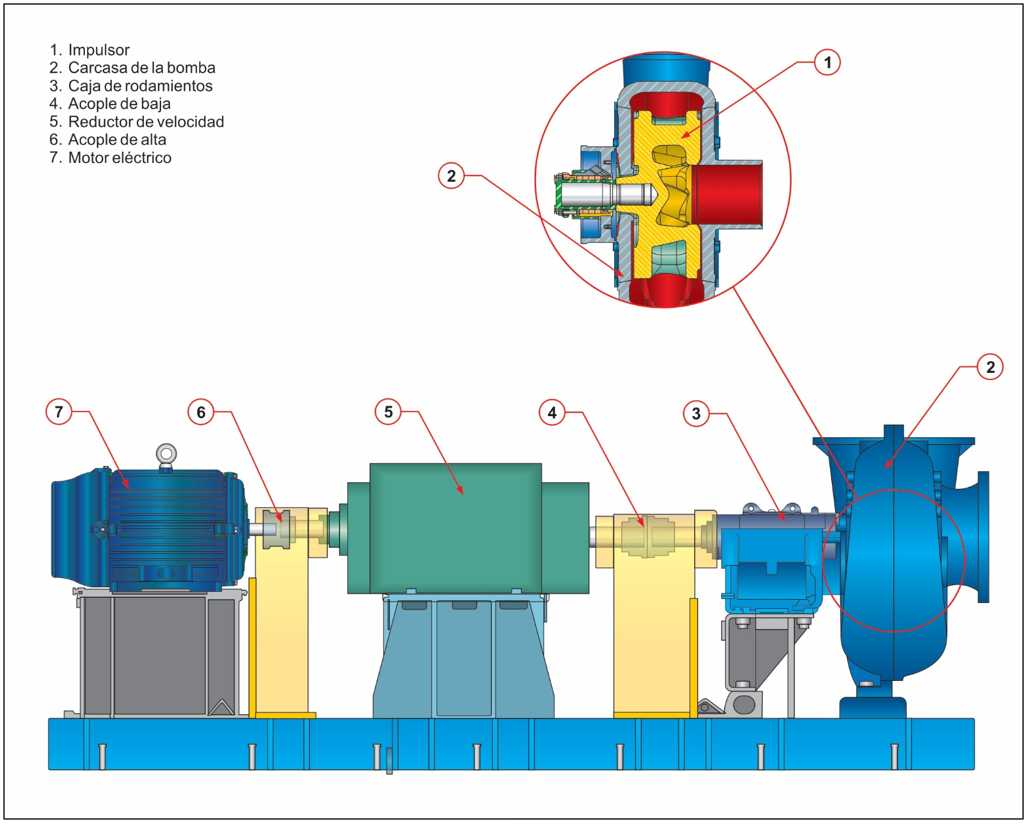 1. Impulsor
2. Carcasa de la bomba
3. Caja de rodamientos
4. Acople de baja
5. Reductor de velocidad
6. Acople de alta
7. Motor eléctrico
1
2
2
7
6
5
4
3